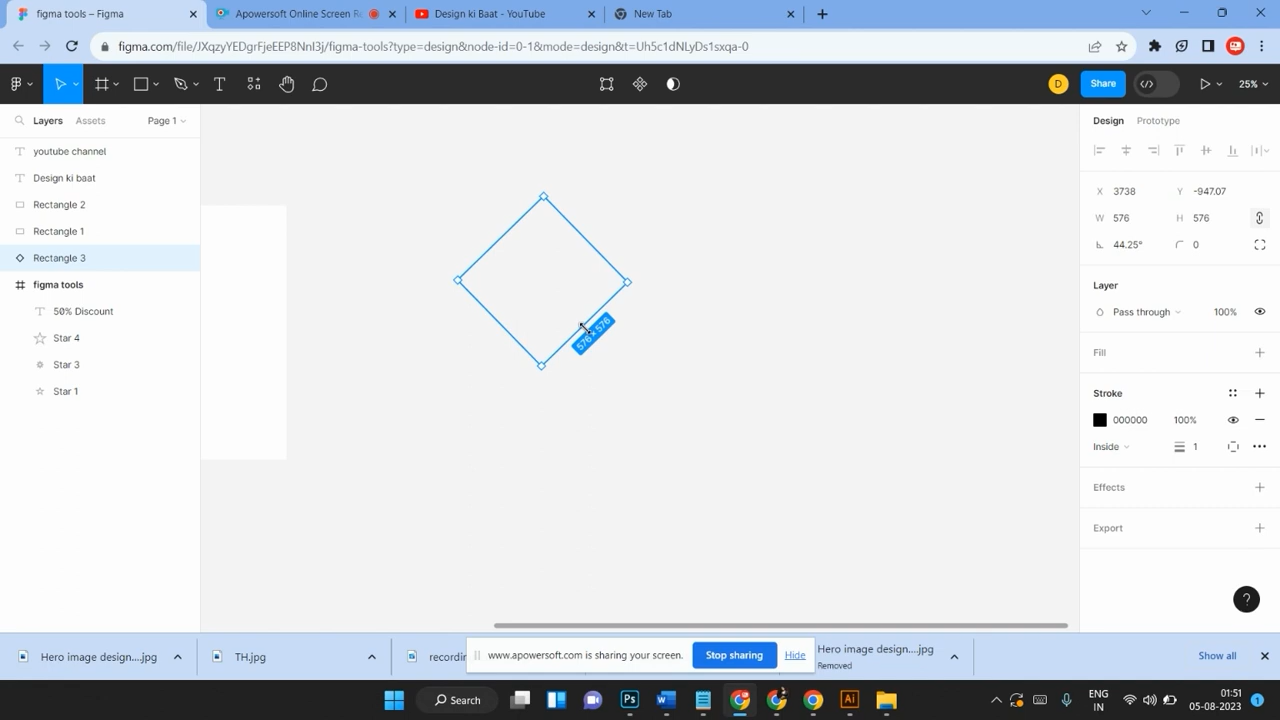 figma tools – Figma
Apowersoft Online Screen Re
Design ki Baat - YouTube
New Tab
figma.com/file/JXqzyYEDgrFjeEEP8NnI3j/figma-tools?type=design&node-id=0-1&mode=design&t=Uh5c1dNLyDs1sxqa-0
D
Share
25%
Layers
Assets
Page 1
Design
Prototype
youtube channel
Design ki baat
Rectangle 2
Rectangle 1
Rectangle 3
figma tools
50% Discount
Star 4
Star 3
Star 1
576 × 576
X 3738 Y -947.07
W 576 H 576
44.25° 0
Layer
Pass through 100%
Fill
Stroke
000000 100%
Inside 1
Effects
Export
?
Hero image design....jpg
TH.jpg
recordin
www.apowersoft.com is sharing your screen.
Stop sharing
Hide
Hero image design....jpg
Removed
Show all
Search
Ps
W
Ai
ENG
IN
01:51
05-08-2023
1